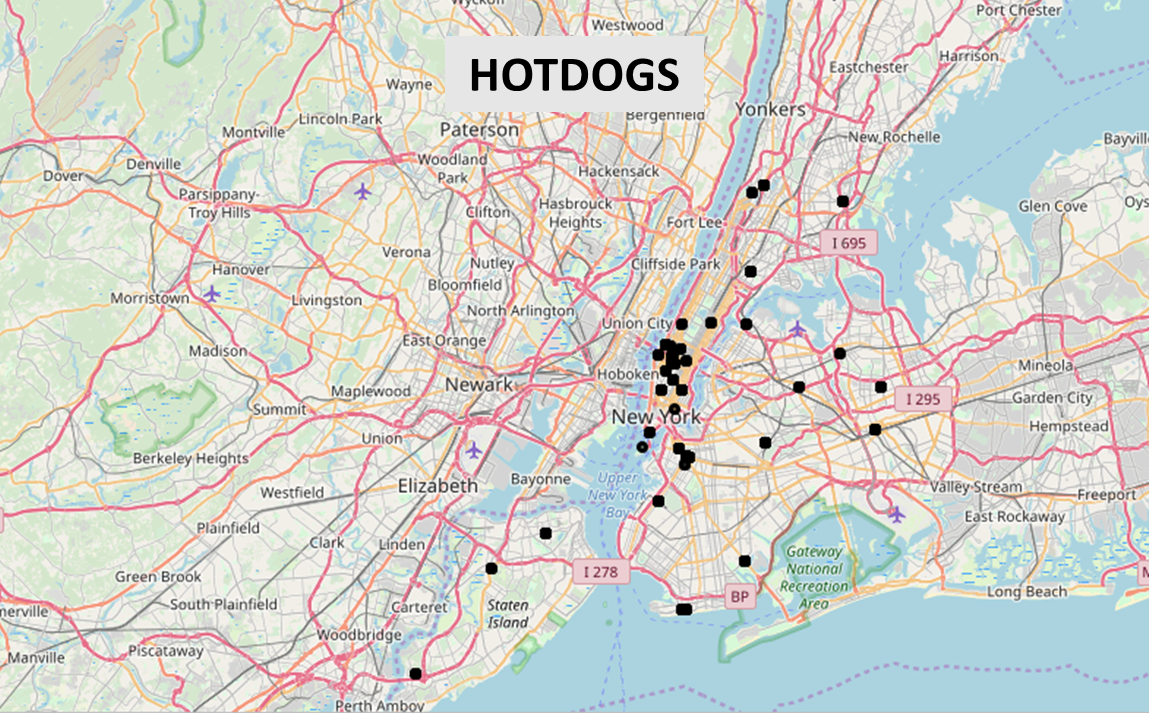 Wyckoff
Westwood
Port Chester
HOTDOGS
Eastchester
Harrison
Wayne
Lincoln Park
Bergenfield
Yonkers
Montville
Paterson
New Rochelle
Bayvill
Denville
Woodland
Park
Hackensack
Dover
Parsippany-
Troy Hills
Clifton
Hasbrouck
Heights
Fort Lee
Glen Cove
Oys
I 695
Verona
Nutley
Cliffside Park
Hanover
Bloomfield
Morristown
Livingston
North Arlington
Union City
East Orange
Madison
Mineola
Newark
Hoboken
Maplewood
I 295
Garden City
Summit
New York
Hempstead
Union
Berkeley Heights
Elizabeth
Bayonne
Upper
New York
Bay
Valley Stream
Westfield
Freeport
East Rockaway
Plainfield
Clark
Linden
Gateway
National
Recreation
Area
I 278
Green Brook
BP
Long Beach
M
merville
South Plainfield
Carteret
Staten
Island
Woodbridge
Manville
Piscataway
Perth Amboy